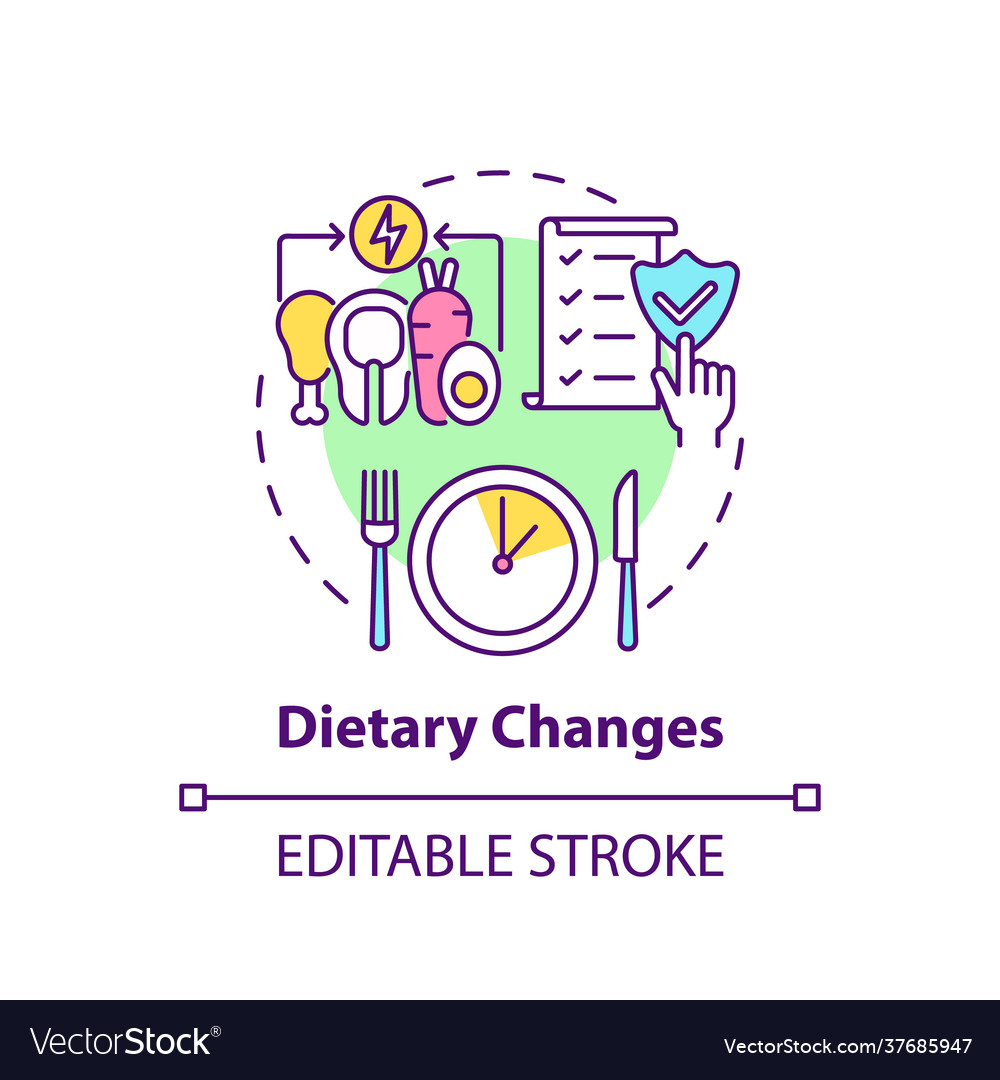 Dietary Changes
EDITABLE STROKE
VectorStock®
VectorStock.com/37685947